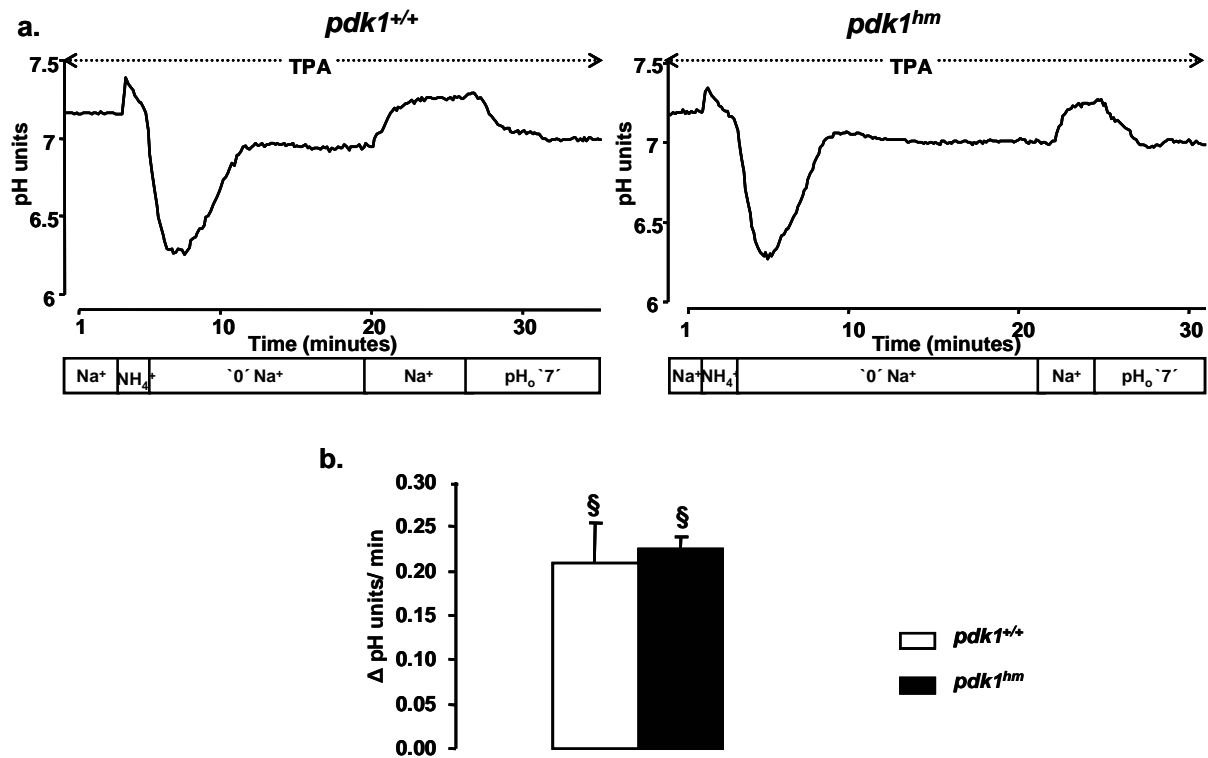 a.
pdk1+/+
pdk1hm
7.5
7
6.5
6
pH units
TPA
1 10 20 30
Time (minutes)
Na+ NH4+ `0´ Na+ Na+ pHo `7´
7.5
7
6.5
6
pH units
TPA
1 10 20 30
Time (minutes)
Na+ NH4+ `0´ Na+ Na+ pHo `7´
b.
0.30
0.25
0.20
0.15
0.10
0.05
0.00
Δ pH units/ min
§ §
pdk1+/+
pdk1hm